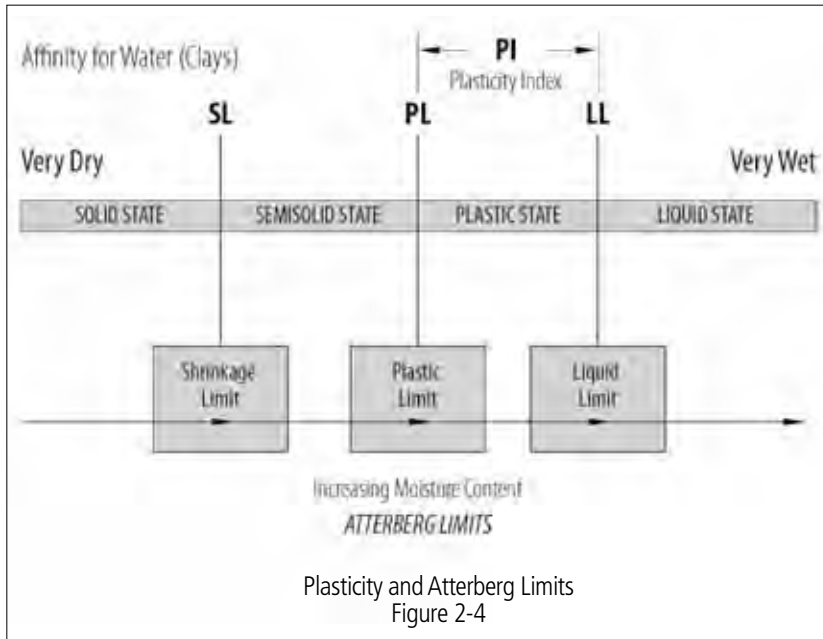 Affinity for Water (Clays)
PI
Plasticity Index
SL PL LL
Very Dry Very Wet
SOLID STATE SEMISOLID STATE PLASTIC STATE LIQUID STATE
Shrinkage Plastic Liquid
Limit Limit Limit
Increasing Moisture Content
ATTERBERG LIMITS
Plasticity and Atterberg Limits
Figure 2-4